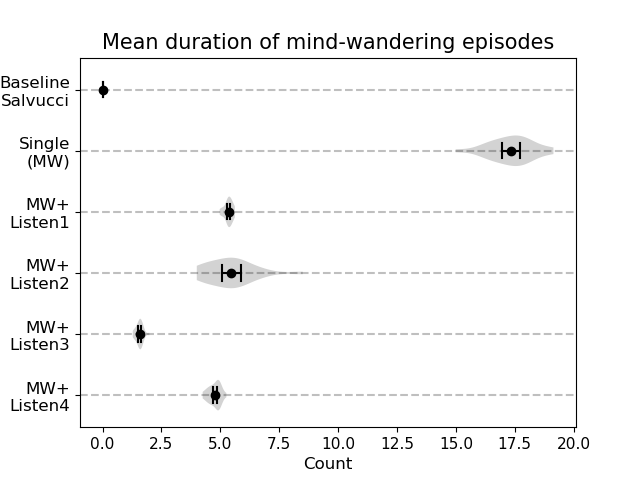 Mean duration of mind-wandering episodes
Baseline
Salvucci
Single
(MW)
MW+
Listen1
MW+
Listen2
MW+
Listen3
MW+
Listen4
0.0 2.5 5.0 7.5 10.0 12.5 15.0 17.5 20.0
Count